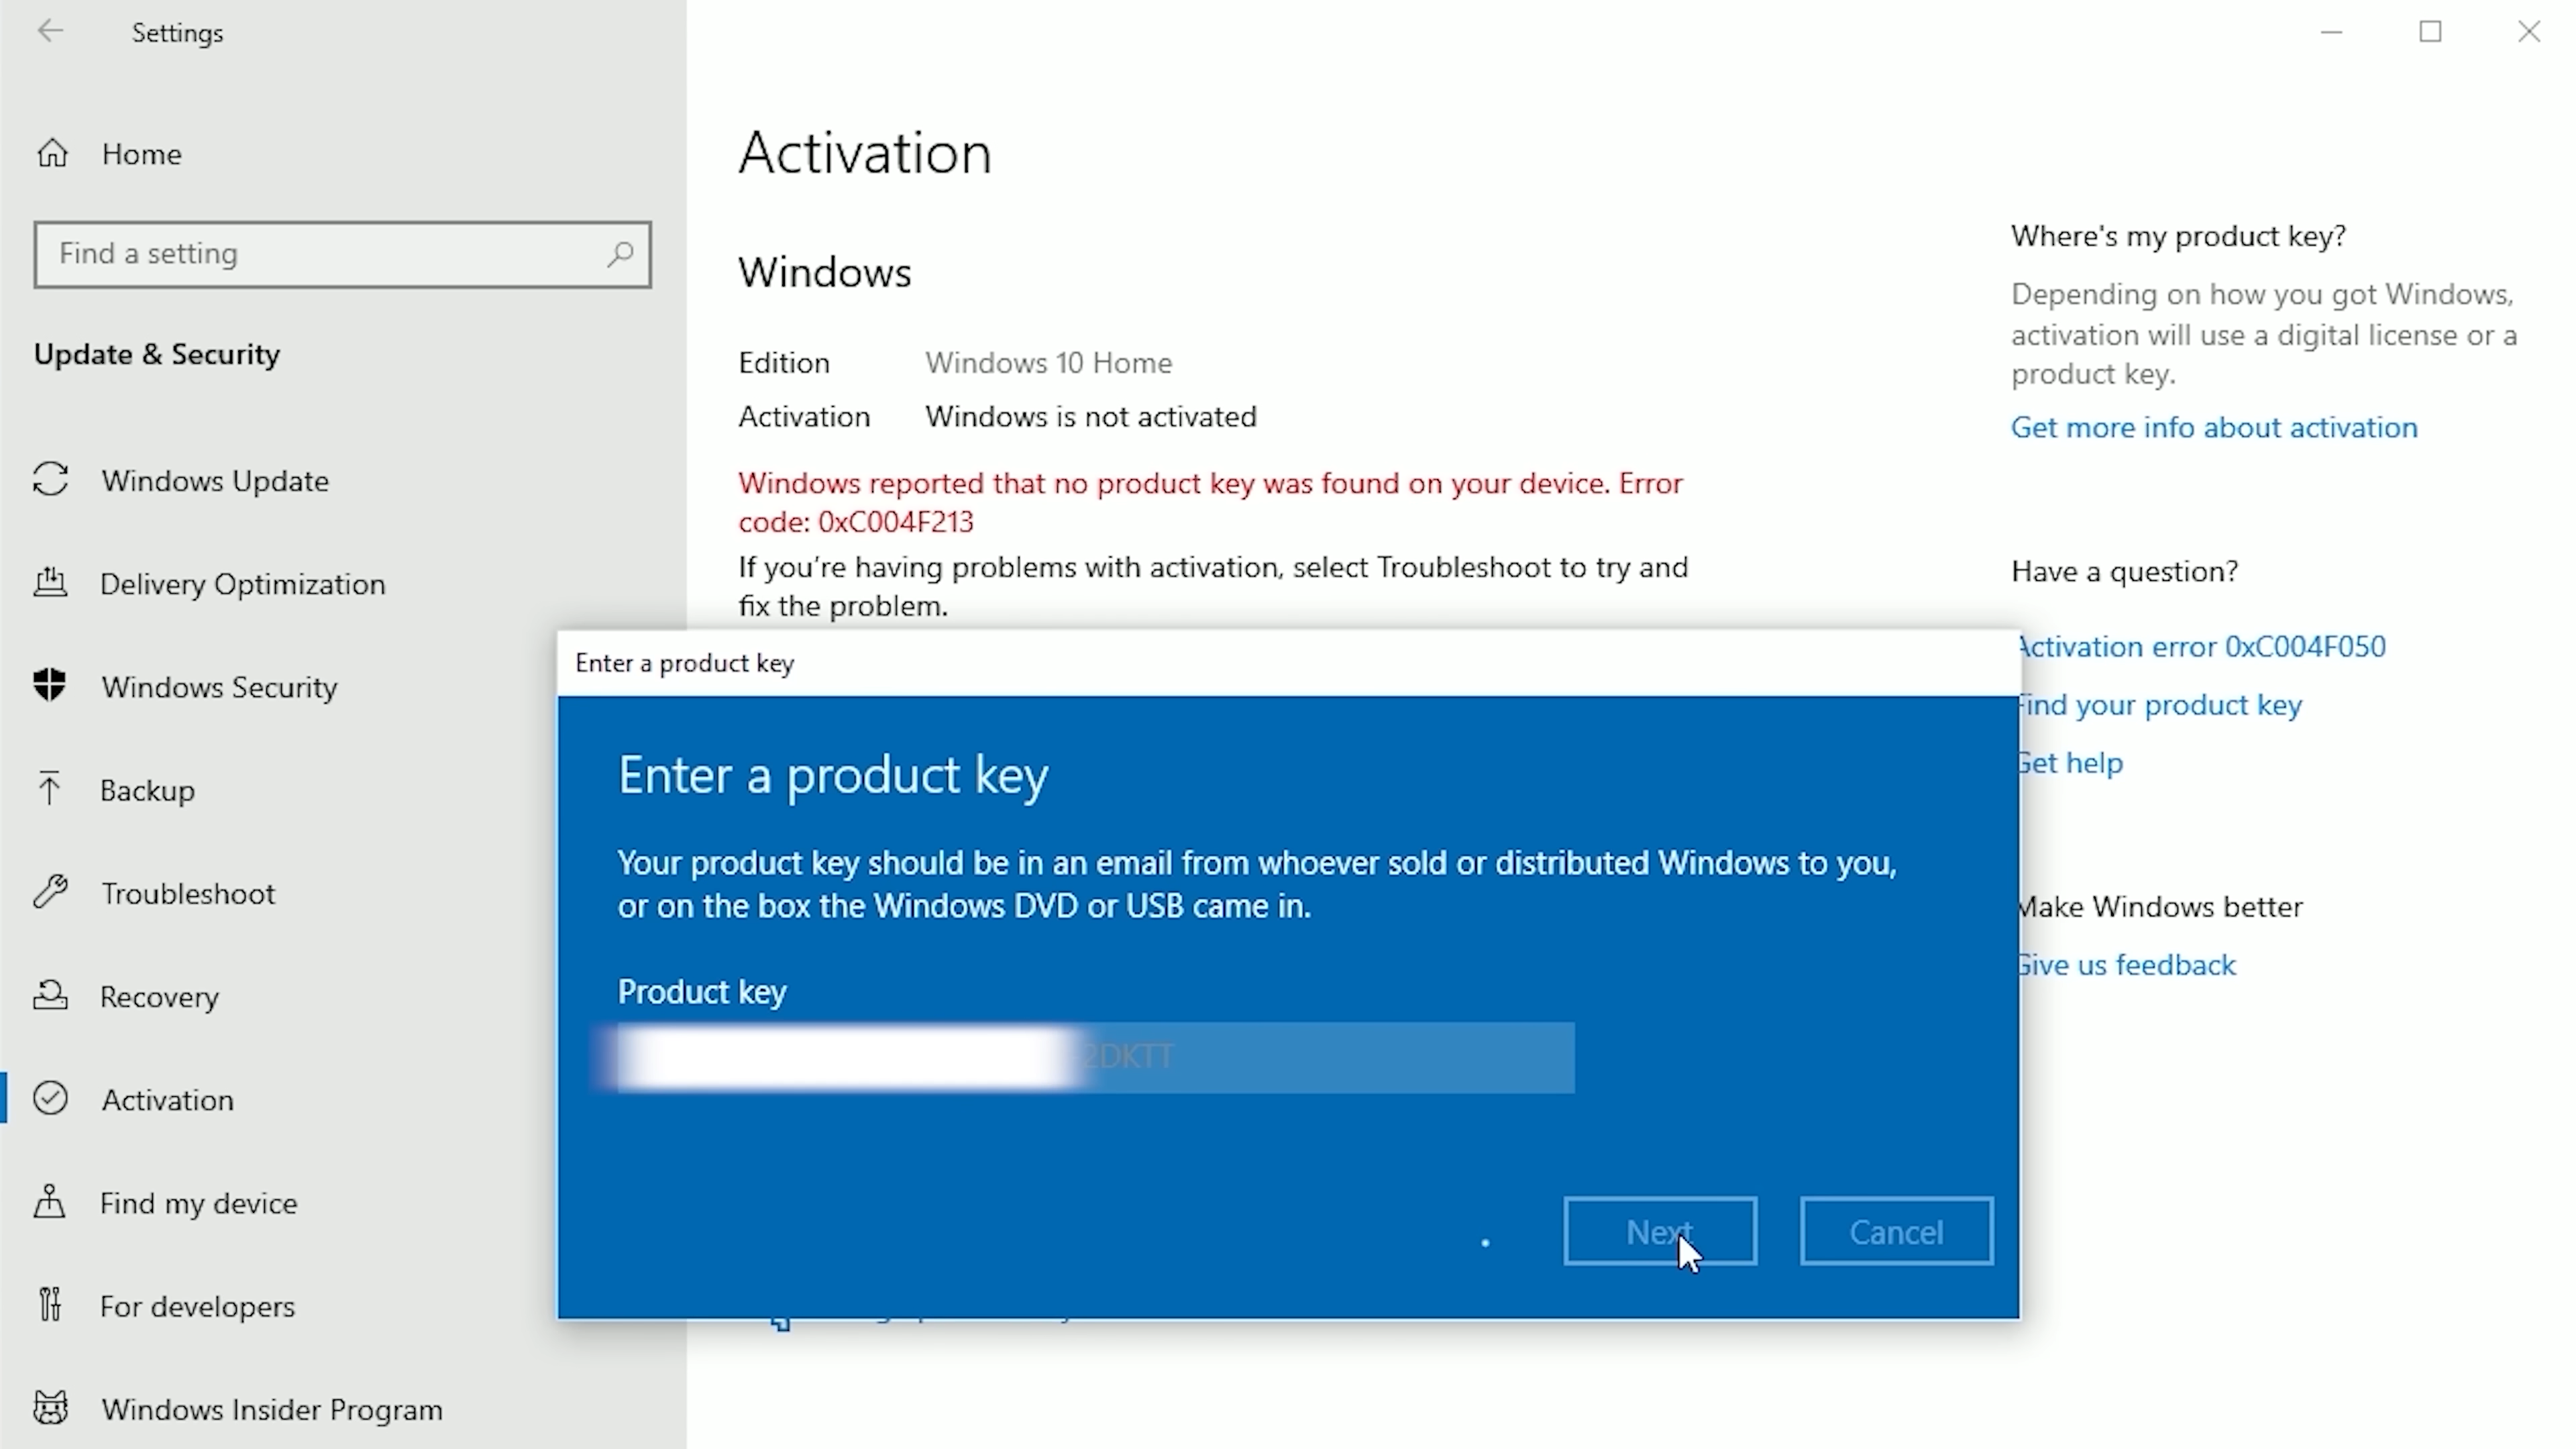 Settings
Home
Find a setting
Update & Security
Windows Update
Delivery Optimization
Windows Security
Backup
Troubleshoot
Recovery
Activation
Find my device
For developers
Windows Insider Program
Activation
Windows
Edition Windows 10 Home
Activation Windows is not activated
Windows reported that no product key was found on your device. Error
code: 0xC004F213
If you're having problems with activation, select Troubleshoot to try and
fix the problem.
Enter a product key
Enter a product key
Your product key should be in an email from whoever sold or distributed Windows to you,
or on the box the Windows DVD or USB came in.
Product key
2DKTT
Next
Cancel
Where's my product key?
Depending on how you got Windows,
activation will use a digital license or a
product key.
Get more info about activation
Have a question?
Activation error 0xC004F050
Find your product key
Get help
Make Windows better
Give us feedback